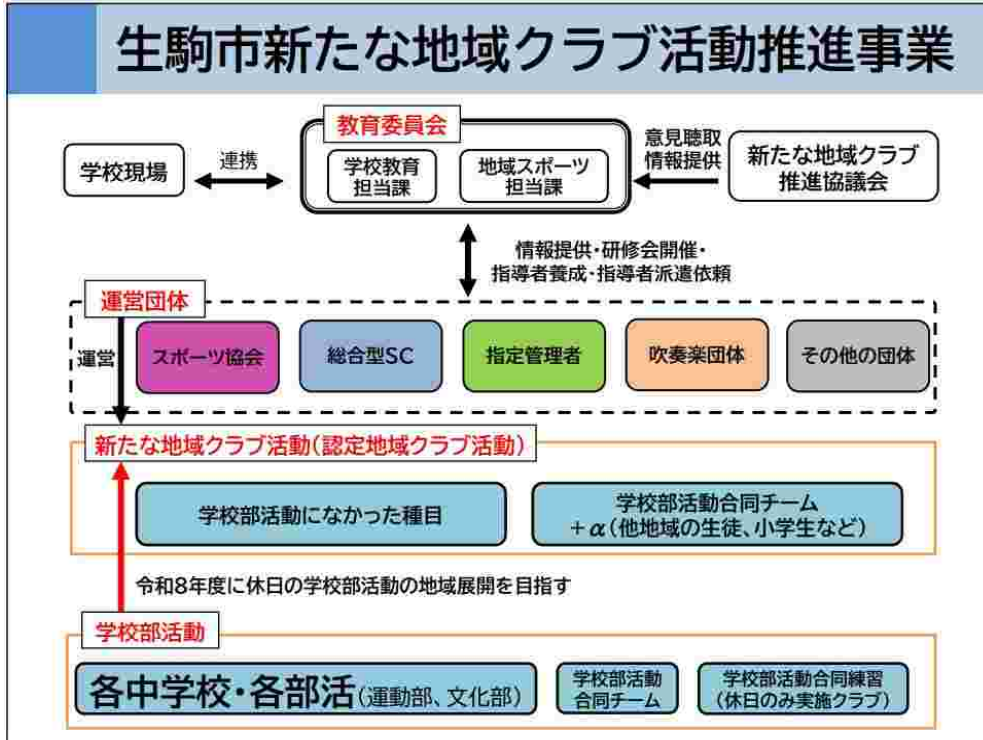 生駒市新たな地域クラブ活動推進事業
教育委員会
学校現場
連携
学校教育
担当課
地域スポーツ
担当課
意見聴取
情報提供
新たな地域クラブ
推進協議会
情報提供・研修会開催・
指導者養成・指導者派遣依頼
運営団体
運営
スポーツ協会
総合型SC
指定管理者
吹奏楽団体
その他の団体
新たな地域クラブ活動(認定地域クラブ活動)
学校部活動になかった種目
学校部活動合同チーム
+α(他地域の生徒、小学生など)
令和8年度に休日の学校部活動の地域展開を目指す
学校部活動
各中学校・各部活(運動部、文化部)
学校部活動
合同チーム
学校部活動合同練習
(休日のみ実施クラブ)